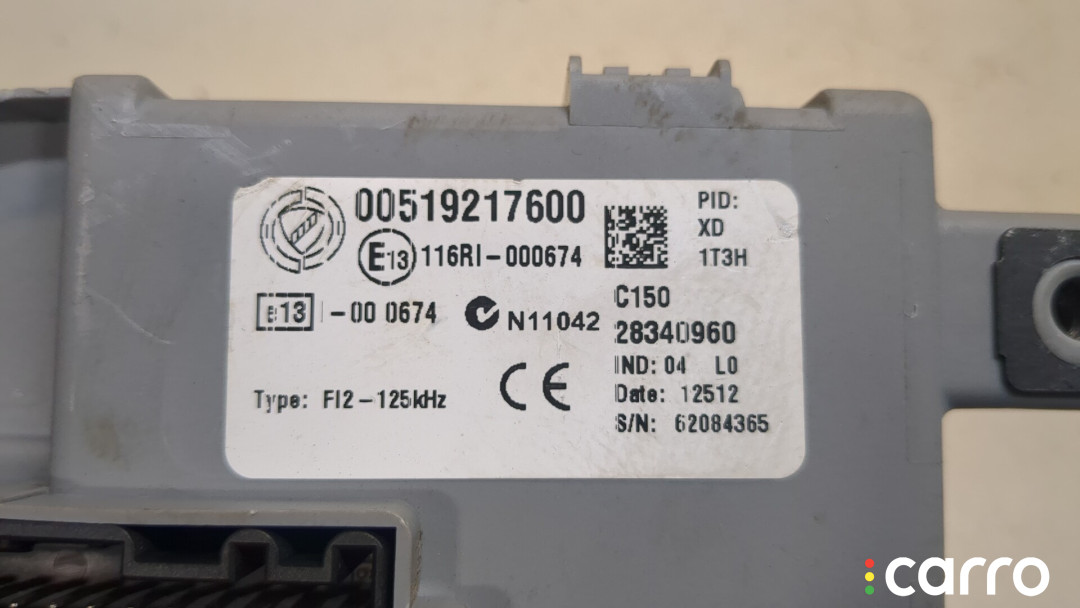 00519217600
E13 116RI-000674
e13 I-00 0674
N11042
Type: FI2-125kHz
CE
PID:
XD
1T3H
C150
28340960
IND: 04 L0
Date: 12512
S/N: 62084365
carro